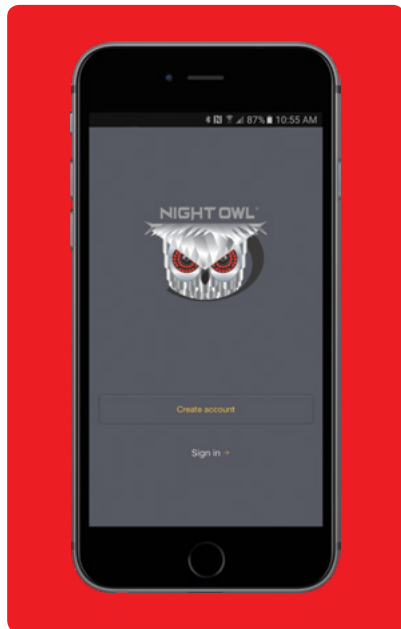 87% 10:55 AM
NIGHT OWL®
Create account
Sign in →